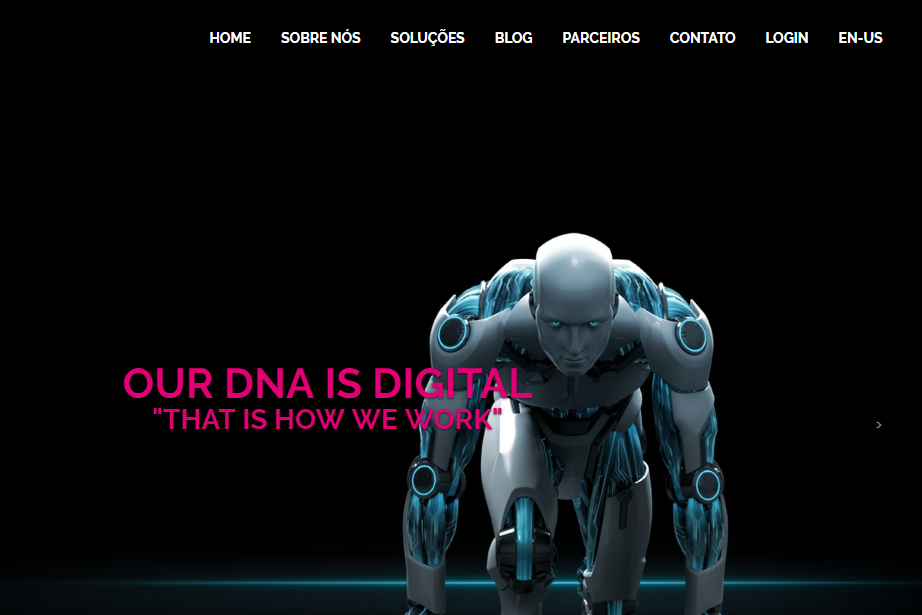 HOME SOBRE NÓS SOLUÇÕES BLOG PARCEIROS CONTATO LOGIN EN-US
OUR DNA IS DIGITAL
"THAT IS HOW WE WORK"
>